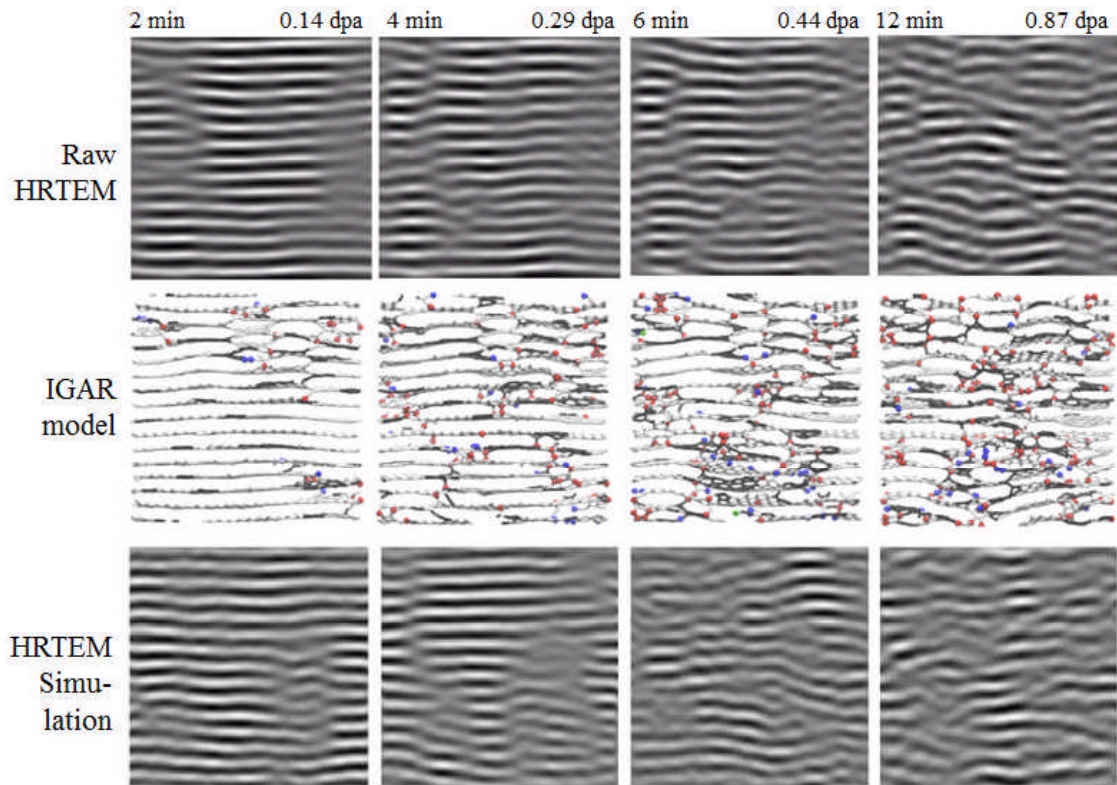 2 min 0.14 dpa 4 min 0.29 dpa 6 min 0.44 dpa 12 min 0.87 dpa
Raw
HRTEM
IGAR
model
HRTEM
Simu-
lation